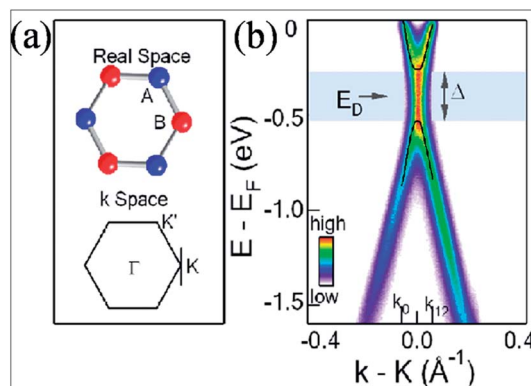 (a)
Real Space
A
B
k Space
K'
Γ
K
(b)
0
-0.5
-1.0
-1.5
E - E_F (eV)
E_D
Δ
high
low
k_0
k_12
-0.4
0.0
0.4
k - K (Å⁻¹)